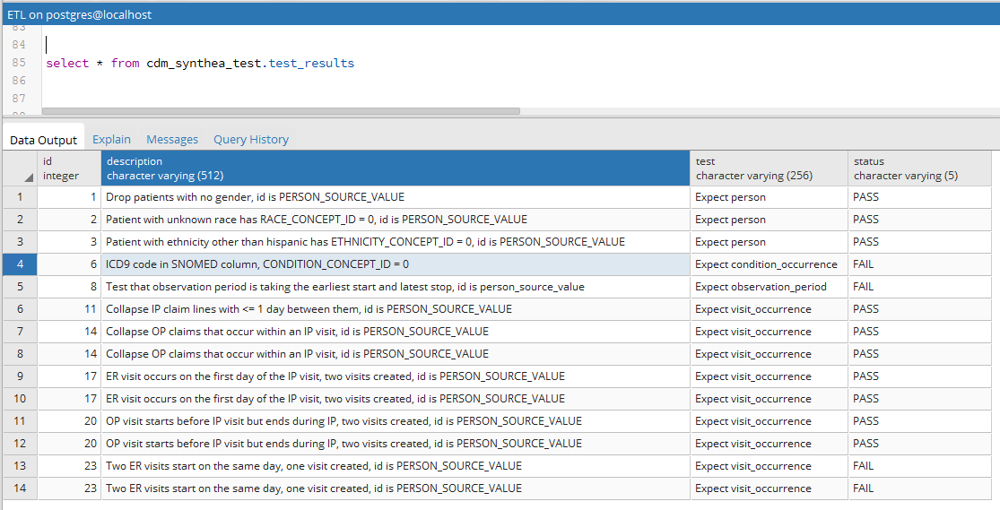 ETL on postgres@localhost
83
84
85 select * from cdm_synthea_test.test_results
86
87
Data Output Explain Messages Query History
id description test status
integer character varying (512) character varying (256) character varying (5)
1 1 Drop patients with no gender, id is PERSON_SOURCE_VALUE Expect person PASS
2 2 Patient with unknown race has RACE_CONCEPT_ID = 0, id is PERSON_SOURCE_VALUE Expect person PASS
3 3 Patient with ethnicity other than hispanic has ETHNICITY_CONCEPT_ID = 0, id is PERSON_SOURCE_VALUE Expect person PASS
4 6 ICD9 code in SNOMED column, CONDITION_CONCEPT_ID = 0 Expect condition_occurrence FAIL
5 8 Test that observation period is taking the earliest start and latest stop, id is person_source_value Expect observation_period FAIL
6 11 Collapse IP claim lines with <= 1 day between them, id is PERSON_SOURCE_VALUE Expect visit_occurrence PASS
7 14 Collapse OP claims that occur within an IP visit, id is PERSON_SOURCE_VALUE Expect visit_occurrence PASS
8 14 Collapse OP claims that occur within an IP visit, id is PERSON_SOURCE_VALUE Expect visit_occurrence PASS
9 17 ER visit occurs on the first day of the IP visit, two visits created, id is PERSON_SOURCE_VALUE Expect visit_occurrence PASS
10 17 ER visit occurs on the first day of the IP visit, two visits created, id is PERSON_SOURCE_VALUE Expect visit_occurrence PASS
11 20 OP visit starts before IP visit but ends during IP, two visits created, id is PERSON_SOURCE_VALUE Expect visit_occurrence PASS
12 20 OP visit starts before IP visit but ends during IP, two visits created, id is PERSON_SOURCE_VALUE Expect visit_occurrence PASS
13 23 Two ER visits start on the same day, one visit created, id is PERSON_SOURCE_VALUE Expect visit_occurrence FAIL
14 23 Two ER visits start on the same day, one visit created, id is PERSON_SOURCE_VALUE Expect visit_occurrence FAIL